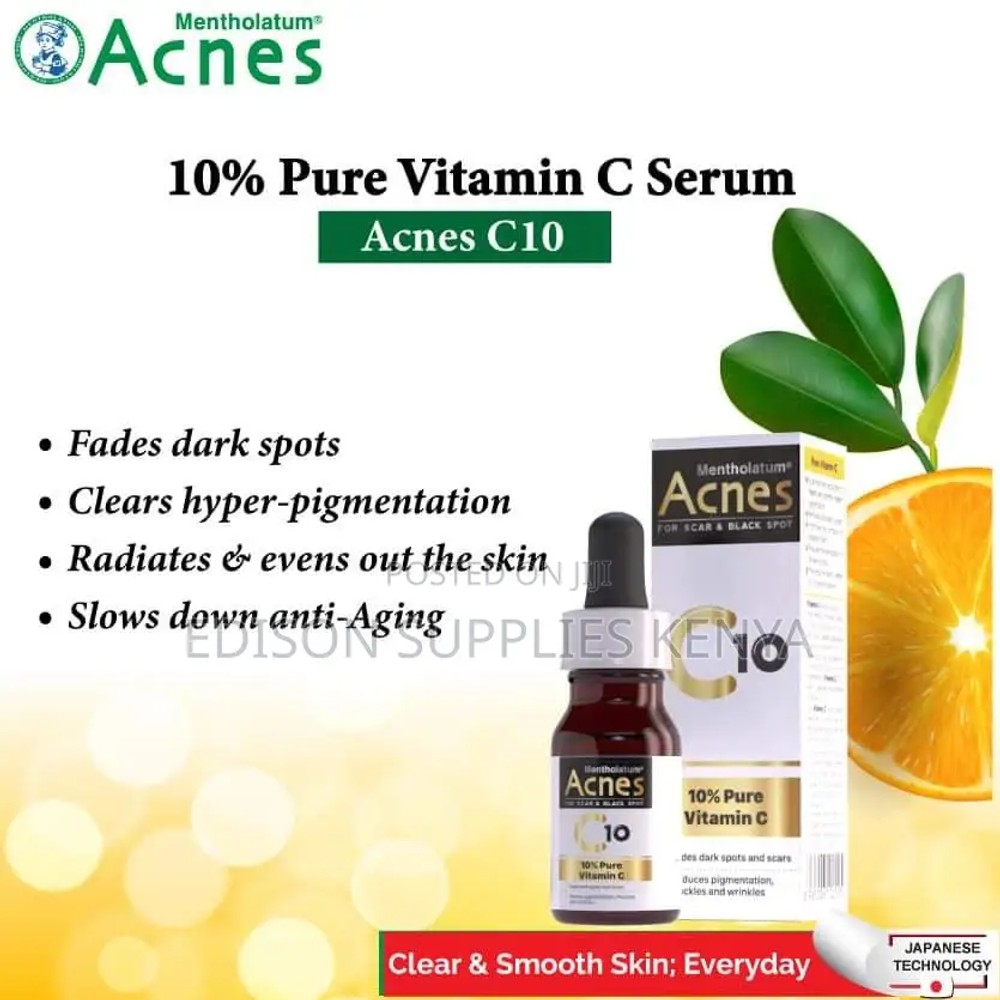 Mentholatum®
Acnes
10% Pure Vitamin C Serum
Acnes C10
• Fades dark spots
• Clears hyper-pigmentation
• Radiates & evens out the skin
• Slows down anti-Aging
POSTED ON JIJI
EDISON SUPPLIES KENYA
Mentholatum®
Acnes
FOR SCAR & BLACK SPOT
C10
10% Pure
Vitamin C
dark spots and scars
pigmentation,
and wrinkles
Pure Vitamin C
Mentholatum®
Acnes
FOR SCAR & BLACK SPOT
C10
10% Pure
Vitamin C
Clear & Smooth Skin; Everyday
JAPANESE
TECHNOLOGY